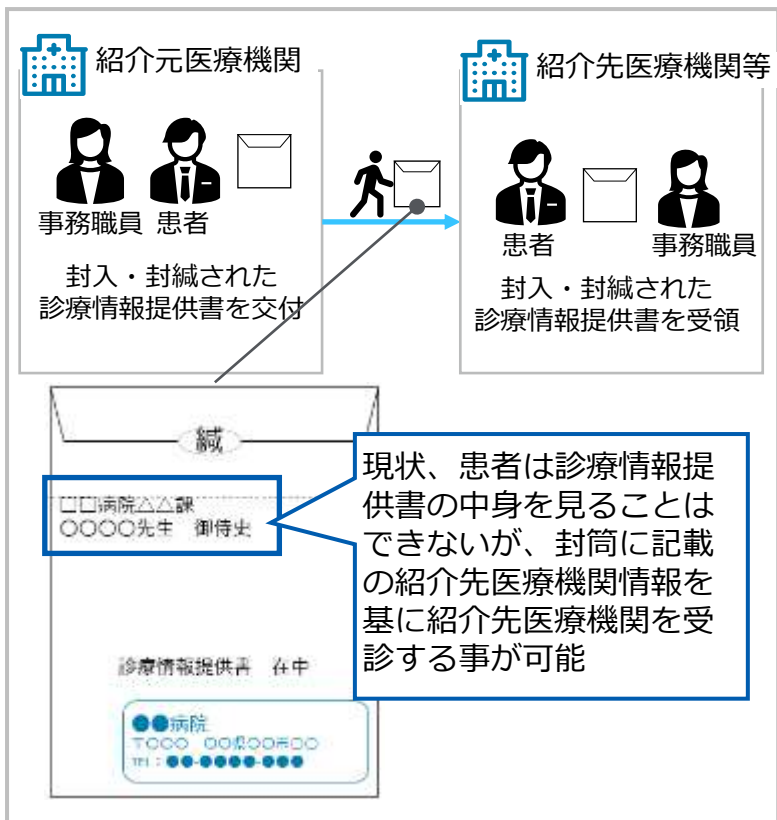 紹介元医療機関
紹介先医療機関等
事務職員 患者
患者 事務職員
封入・封緘された
診療情報提供書を交付
封入・封緘された
診療情報提供書を受領
緘
□□病院△△課
○○○○先生 御侍史
現状、患者は診療情報提
供書の中身を見ることは
できないが、封筒に記載
の紹介先医療機関情報を
基に紹介先医療機関を受
診する事が可能
診療情報提供書 在中
●●病院
〒○○○ ○○県○○市○○
TEL：●●-●●●●-●●●